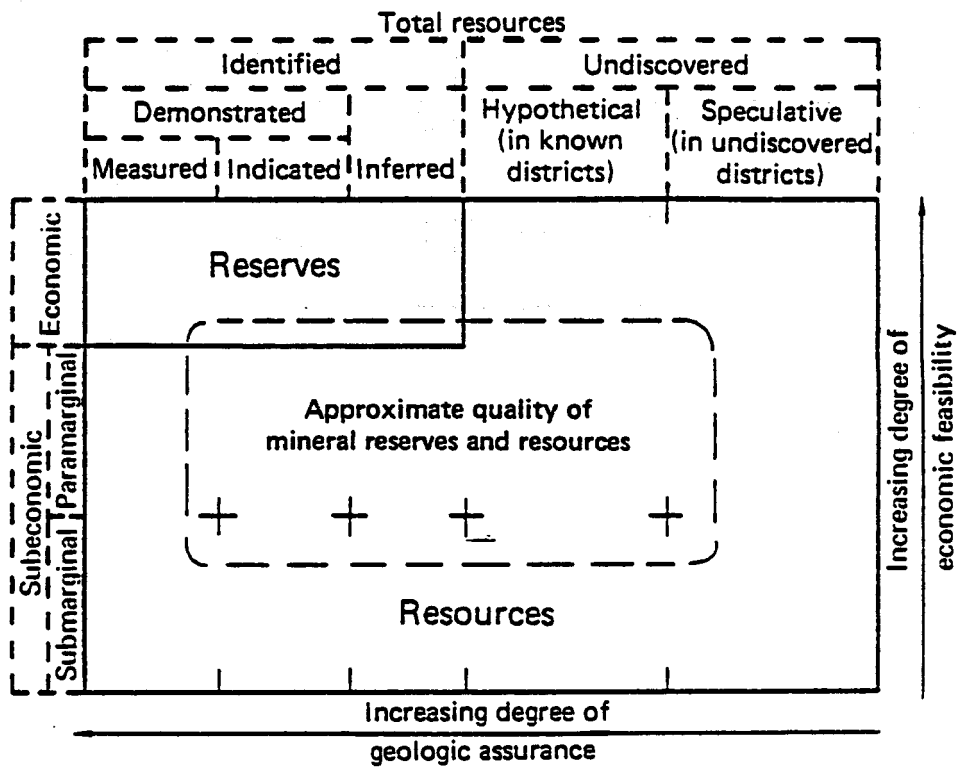 Total resources
Identified
Undiscovered
Demonstrated
Hypothetical
(in known
districts)
Speculative
(in undiscovered
districts)
Measured
Indicated
Inferred
Economic
Reserves
Subeconomic
Paramarginal
Submarginal
Approximate quality of
mineral reserves and resources
Resources
Increasing degree of
economic feasibility
Increasing degree of
geologic assurance